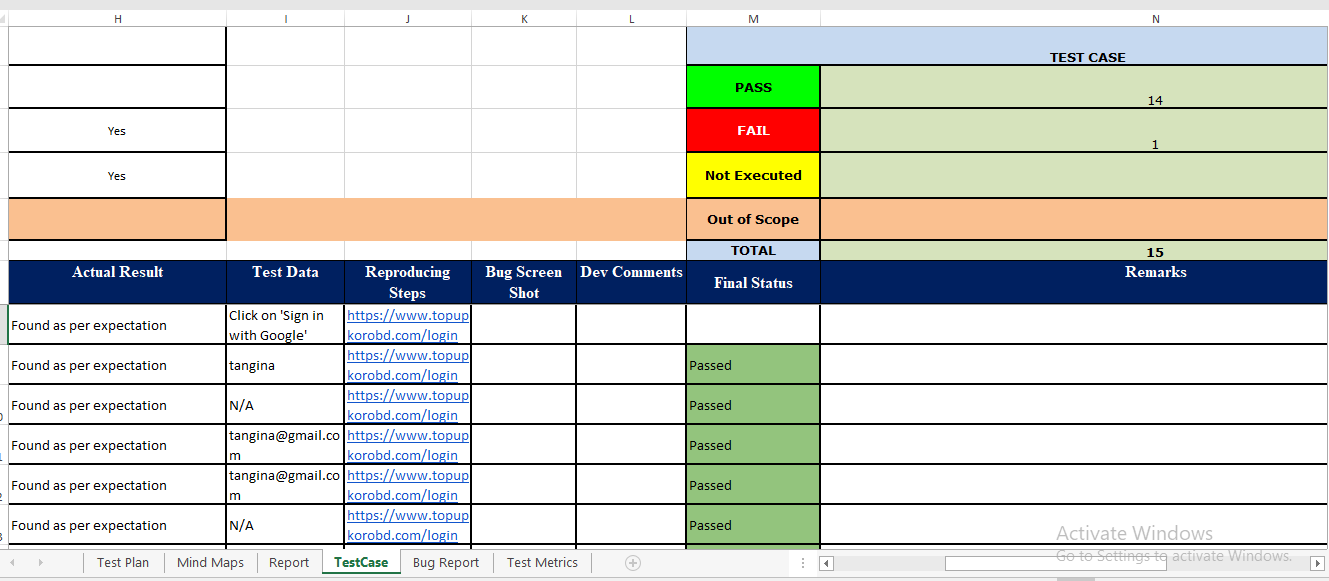 H I J K L M N
TEST CASE
PASS 14
Yes FAIL 1
Yes Not Executed
Out of Scope
TOTAL 15
Actual Result Test Data Reproducing Steps Bug Screen Shot Dev Comments Final Status Remarks
Found as per expectation Click on 'Sign in with Google' https://www.topupkorobd.com/login
Found as per expectation tangina https://www.topupkorobd.com/login Passed
Found as per expectation N/A https://www.topupkorobd.com/login Passed
Found as per expectation tangina@gmail.com https://www.topupkorobd.com/login Passed
Found as per expectation tangina@gmail.com https://www.topupkorobd.com/login Passed
Found as per expectation N/A https://www.topupkorobd.com/login Passed
Activate Windows
Go to Settings to activate Windows.
Test Plan Mind Maps Report TestCase Bug Report Test Metrics